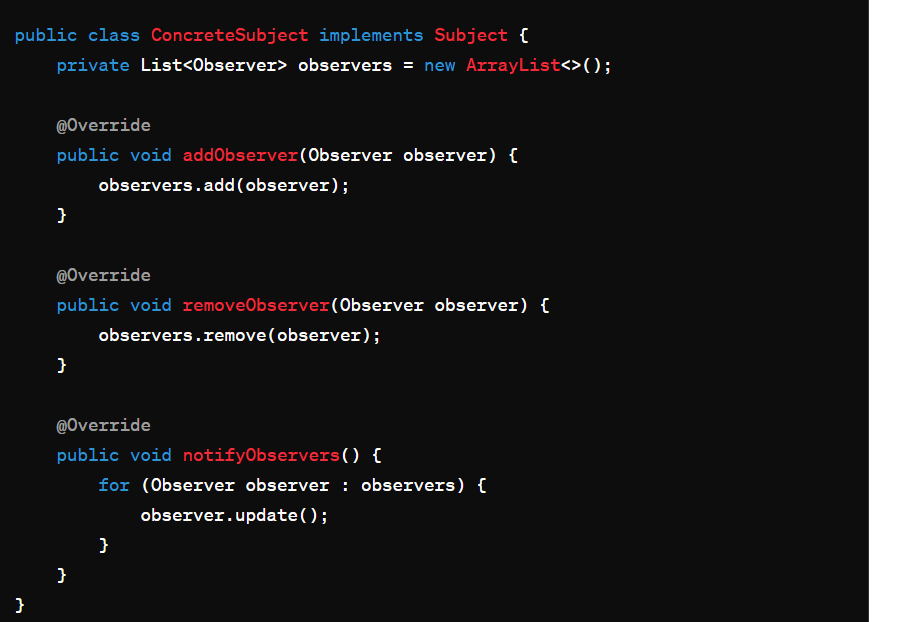 public class ConcreteSubject implements Subject {
    private List<Observer> observers = new ArrayList<>();

    @Override
    public void addObserver(Observer observer) {
        observers.add(observer);
    }

    @Override
    public void removeObserver(Observer observer) {
        observers.remove(observer);
    }

    @Override
    public void notifyObservers() {
        for (Observer observer : observers) {
            observer.update();
        }
    }
}